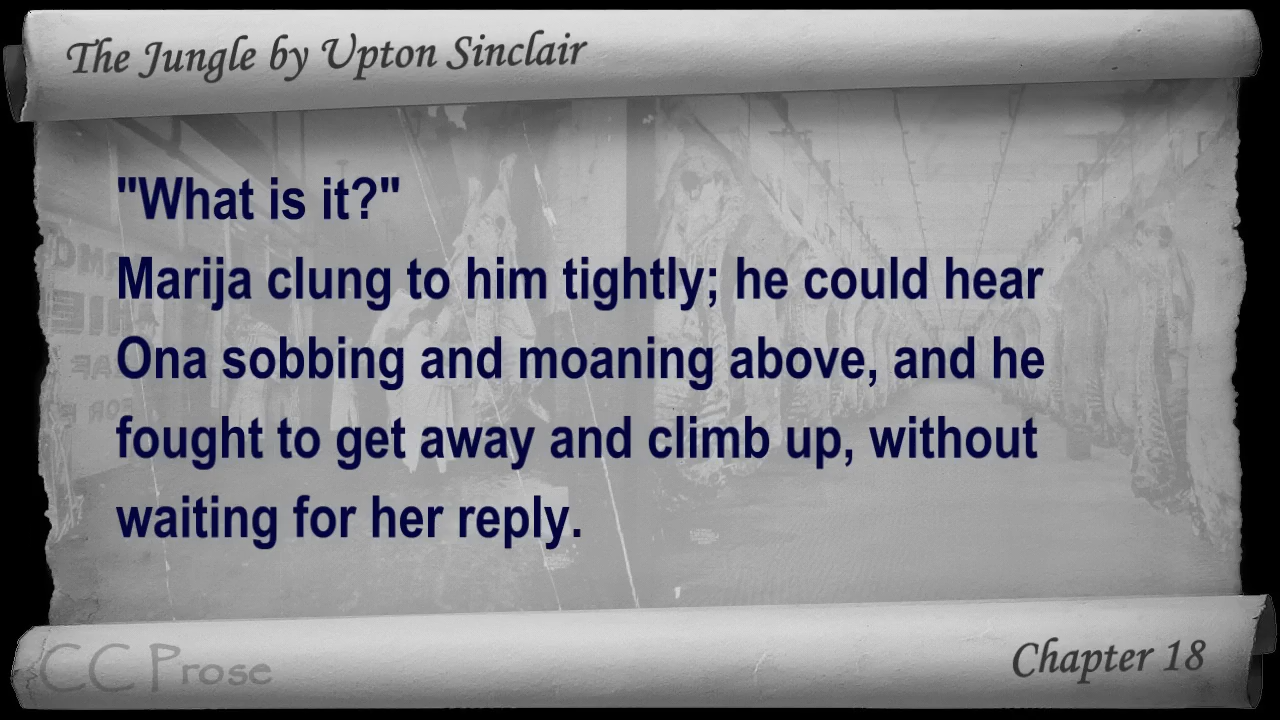 The Jungle by Upton Sinclair
"What is it?"
Marija clung to him tightly; he could hear
Ona sobbing and moaning above, and he
fought to get away and climb up, without
waiting for her reply.
CC Prose
Chapter 18